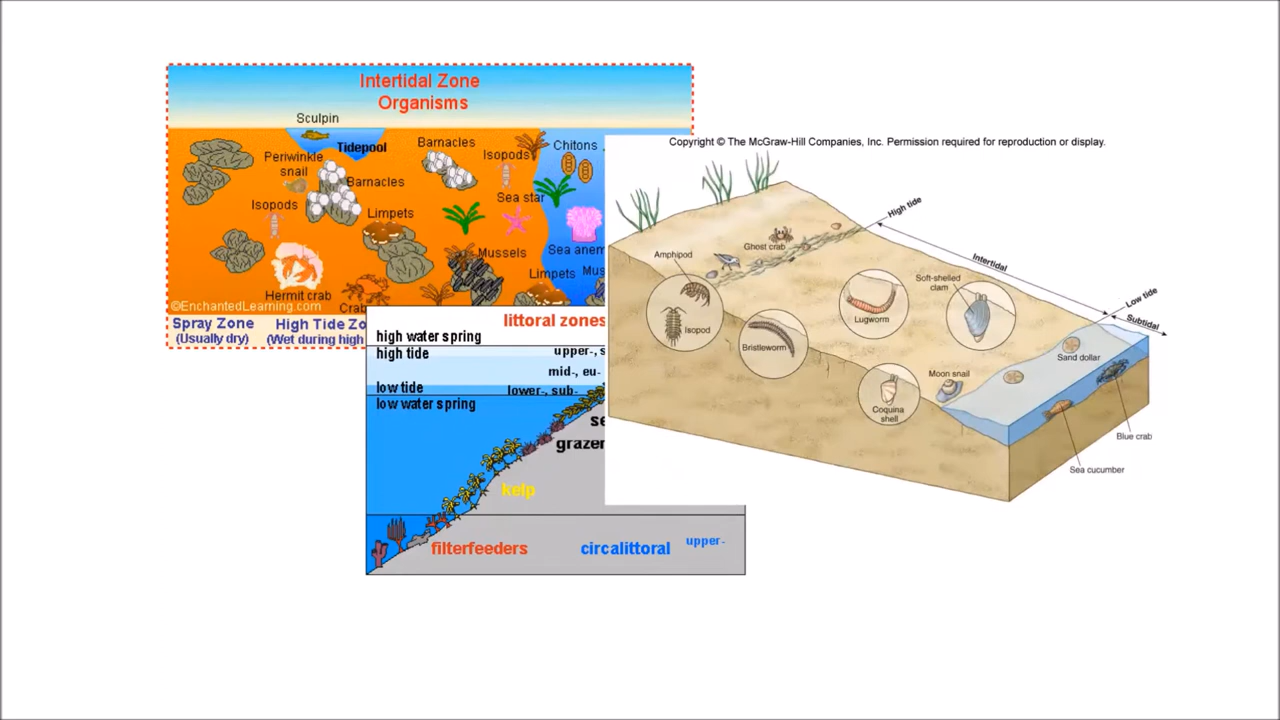 Intertidal Zone
Organisms
Sculpin
Tidepool
Periwinkle
snail
Barnacles
Isopods
Limpets
Hermit crab
Crab
Barnacles
Isopods
Chitons
Sea star
Sea anem
Mussels
Limpets
Mus
©EnchantedLearning.com
Spray Zone
(Usually dry)
High Tide Zo
(Wet during high
littoral zones
high water spring
high tide
upper-, s
mid-, eu-
low tide
lower-, sub-
low water spring
se
grazer
kelp
filterfeeders
circalittoral
upper-
Copyright © The McGraw-Hill Companies, Inc. Permission required for reproduction or display.
High tide
Ghost crab
Amphipod
Intertidal
Soft-shelled
clam
Low tide
Subtidal
Isopod
Lugworm
Bristleworm
Sand dollar
Moon snail
Coquina
shell
Blue crab
Sea cucumber